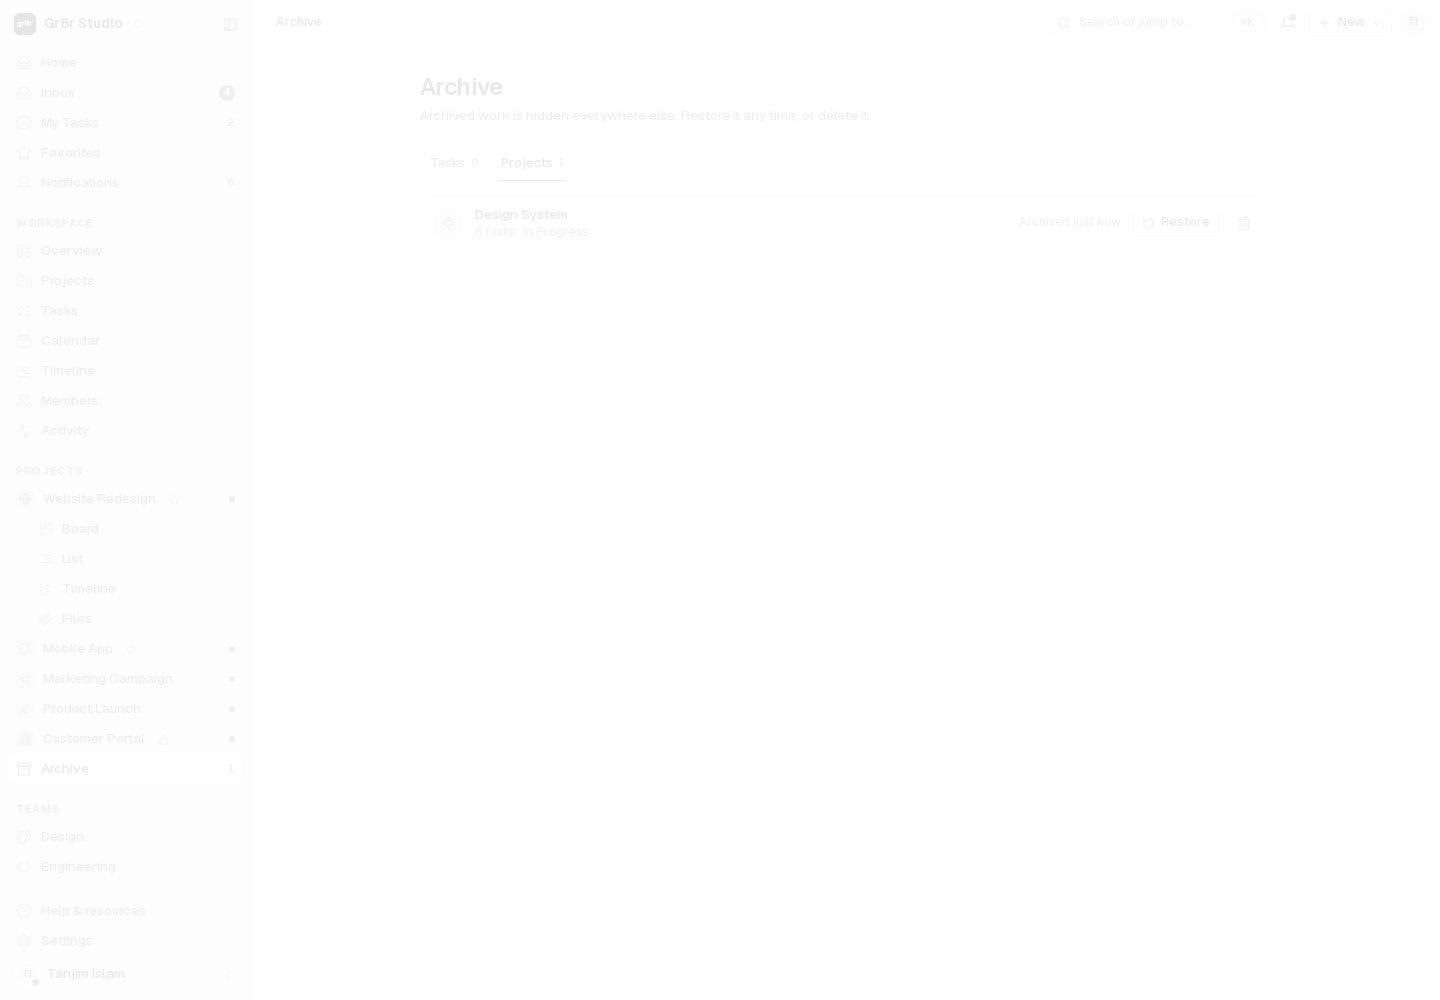 gr8r Gr8r Studio
Home
Inbox 4
My Tasks 2
Favorites
Notifications 6
WORKSPACE
Overview
Projects
Tasks
Calendar
Timeline
Members
Activity
PROJECTS
Website Redesign
Board
List
Timeline
Files
Mobile App
Marketing Campaign
Product Launch
Customer Portal
Archive 1
TEAMS
Design
Engineering
Help & resources
Settings
TI Tanjim Islam
Archive
Search or jump to... ⌘K
New
TI
Archive
Archived work is hidden everywhere else. Restore it any time, or delete it.
Tasks 0 Projects 1
Design System
6 tasks · In Progress
Archived just now Restore